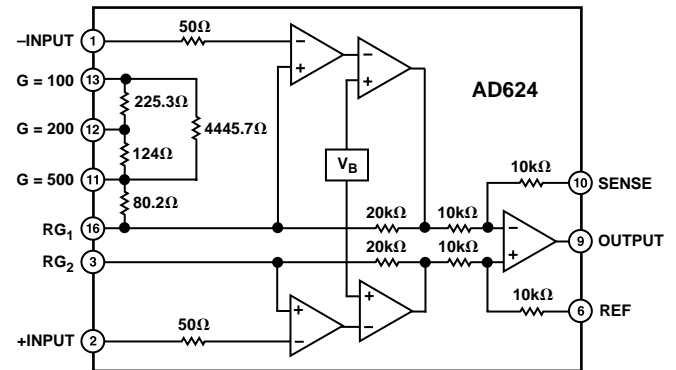 –INPUT 1 50Ω – – AD624
+ +
G = 100 13
225.3Ω
G = 200 12 4445.7Ω
124Ω V_B
G = 500 11 10kΩ 10 SENSE
80.2Ω
20kΩ 10kΩ –
RG₁ 16 9 OUTPUT
20kΩ 10kΩ +
RG₂ 3
+ + 10kΩ 6 REF
50Ω – –
+INPUT 2